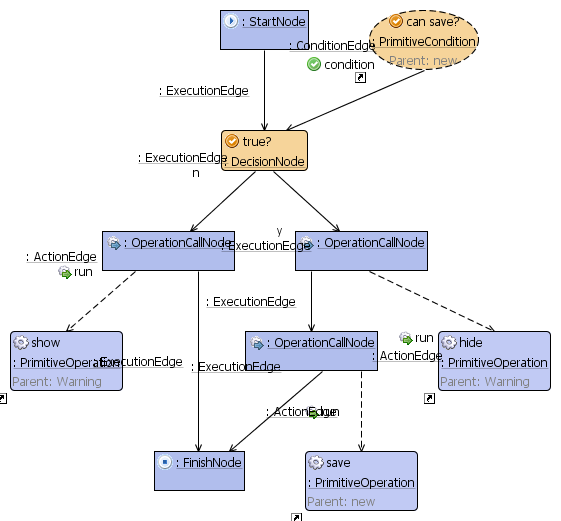 : StartNode
can save?
: PrimitiveCondition
Parent: new
: ConditionEdge
condition
: ExecutionEdge
true?
: DecisionNode
: ExecutionEdge
n
y
: ExecutionEdge
: OperationCallNode
: OperationCallNode
: ActionEdge
run
: ExecutionEdge
show
: PrimitiveOperation
Parent: Warning
: ExecutionEdge
: ExecutionEdge
: OperationCallNode
run
: ActionEdge
hide
: PrimitiveOperation
Parent: Warning
: ActionEdge
run
: FinishNode
save
: PrimitiveOperation
Parent: new